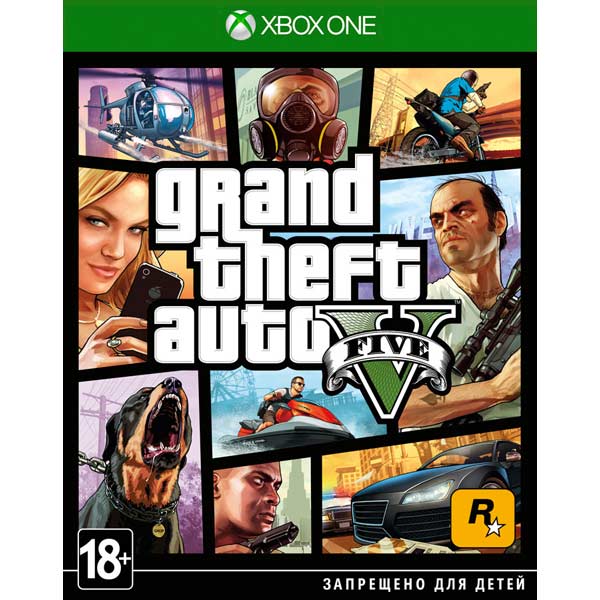 XBOX ONE
grand
theft
auto
V
FIVE
R
18+
ЗАПРЕЩЕНО ДЛЯ ДЕТЕЙ